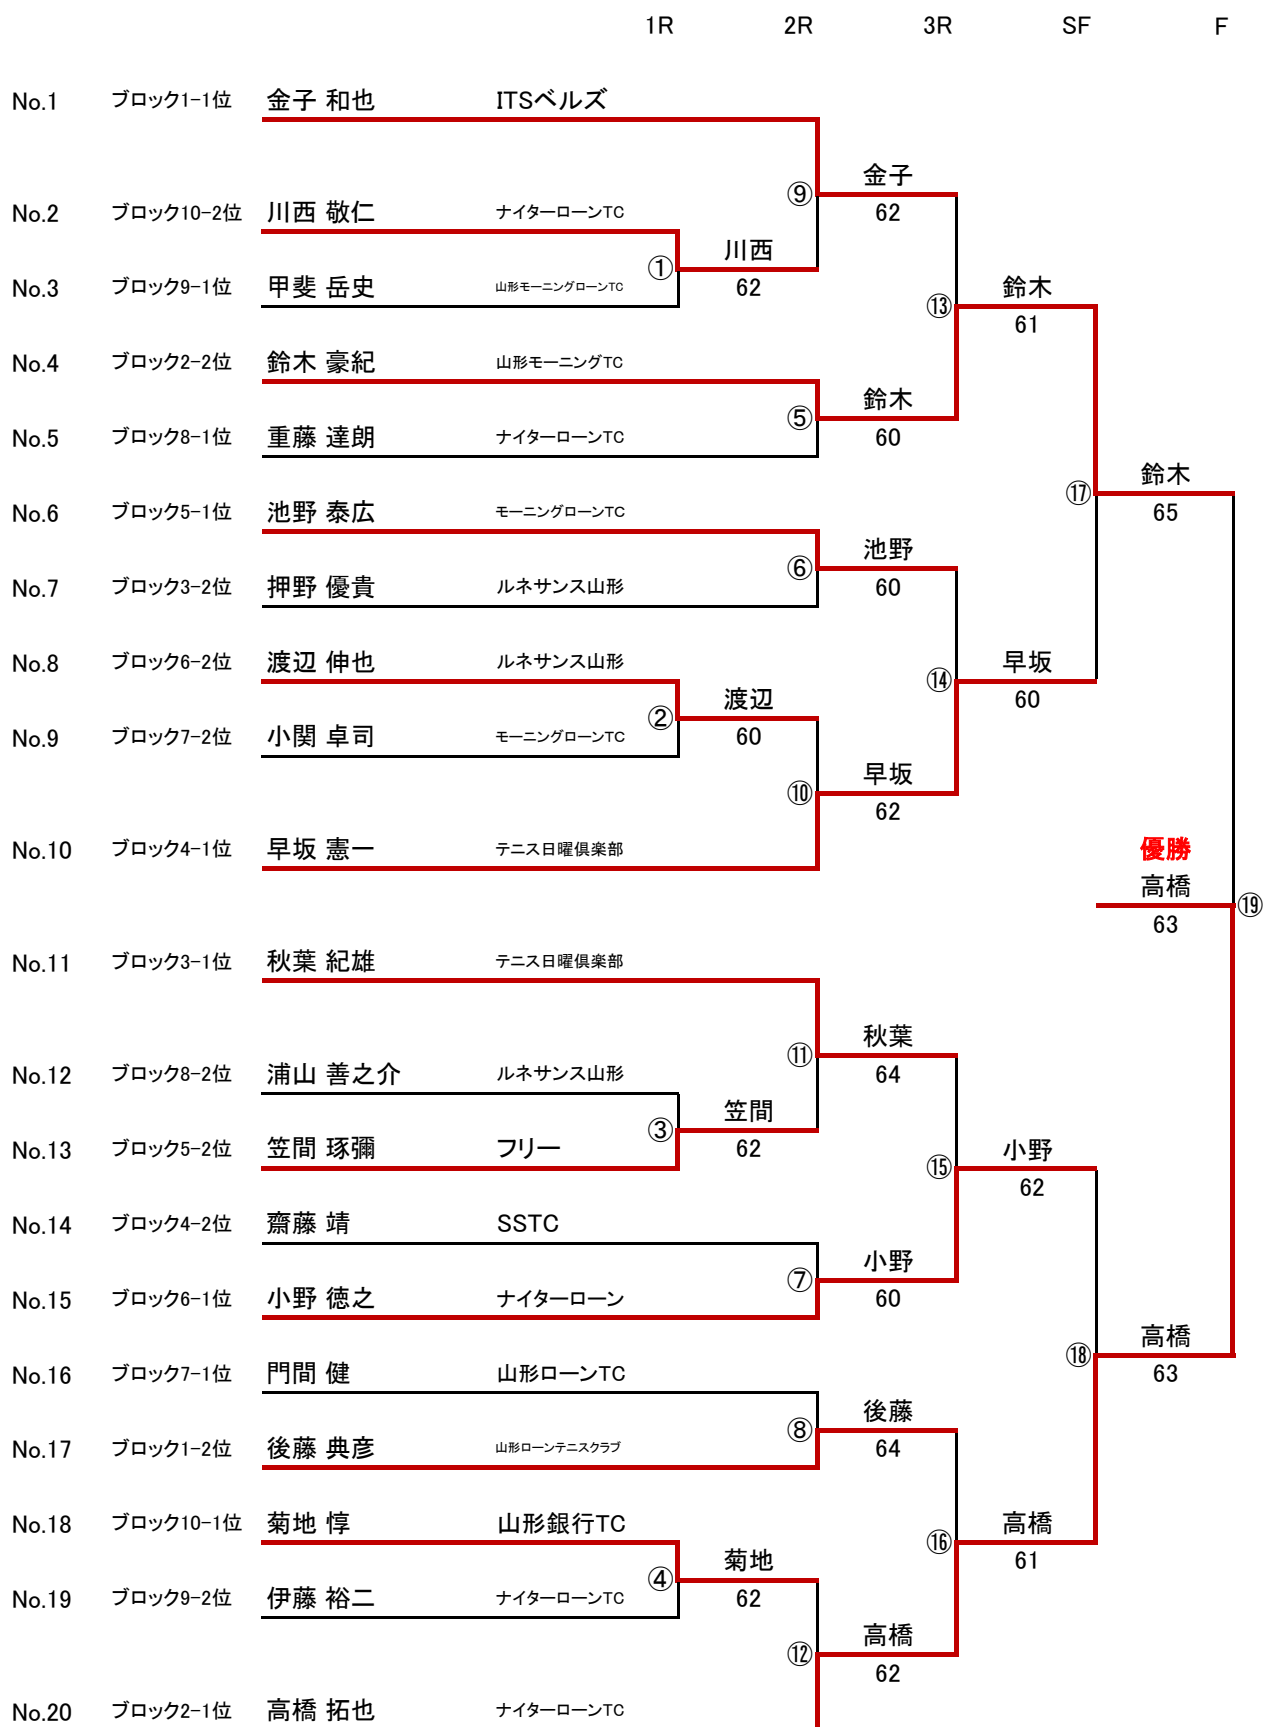 1R 2R 3R SF F
No.1 ブロック1-1位 金子 和也 ITSベルズ
金子
⑨
No.2 ブロック10-2位 川西 敬仁 ナイターローンTC 62
川西
①
No.3 ブロック9-1位 甲斐 岳史 山形モーニングローンTC 62 鈴木
⑬
61
No.4 ブロック2-2位 鈴木 豪紀 山形モーニングTC
鈴木
⑤
No.5 ブロック8-1位 重藤 達朗 ナイターローンTC 60
鈴木
⑰
No.6 ブロック5-1位 池野 泰広 モーニングローンTC 65
池野
⑥
No.7 ブロック3-2位 押野 優貴 ルネサンス山形 60
No.8 ブロック6-2位 渡辺 伸也 ルネサンス山形 早坂
⑭
渡辺 60
②
No.9 ブロック7-2位 小関 卓司 モーニングローンTC 60
早坂
⑩
62
No.10 ブロック4-1位 早坂 憲一 テニス日曜倶楽部 優勝
高橋
⑲
63
No.11 ブロック3-1位 秋葉 紀雄 テニス日曜倶楽部
秋葉
⑪
No.12 ブロック8-2位 浦山 善之介 ルネサンス山形 64
笠間
③
No.13 ブロック5-2位 笠間 琢彌 フリー 62 小野
⑮
62
No.14 ブロック4-2位 齋藤 靖 SSTC
小野
⑦
No.15 ブロック6-1位 小野 徳之 ナイターローン 60
高橋
⑱
No.16 ブロック7-1位 門間 健 山形ローンTC 63
後藤
⑧
No.17 ブロック1-2位 後藤 典彦 山形ローンテニスクラブ 64
No.18 ブロック10-1位 菊地 惇 山形銀行TC 高橋
⑯
菊地 61
④
No.19 ブロック9-2位 伊藤 裕二 ナイターローンTC 62
高橋
⑫
62
No.20 ブロック2-1位 高橋 拓也 ナイターローンTC